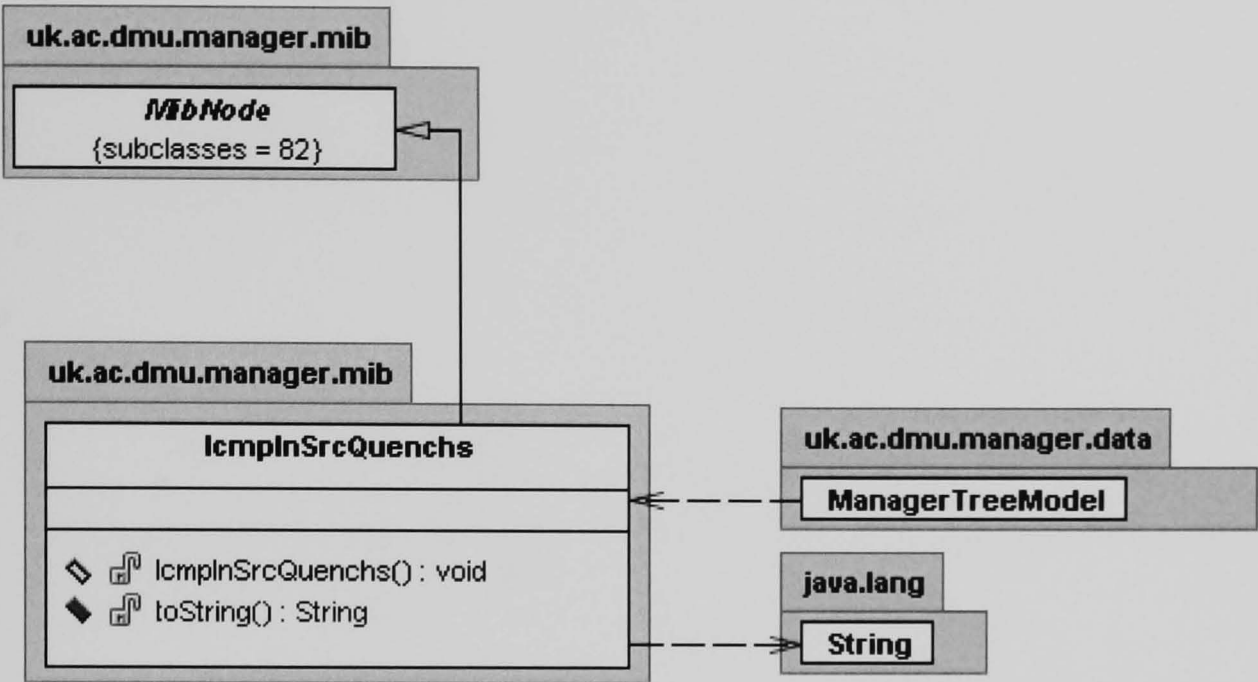 uk.ac.dmu.manager.mib
MibNode
{subclasses = 82}
uk.ac.dmu.manager.mib
IcmpInSrcQuenchs
IcmpInSrcQuenchs() : void
toString() : String
uk.ac.dmu.manager.data
ManagerTreeModel
java.lang
String